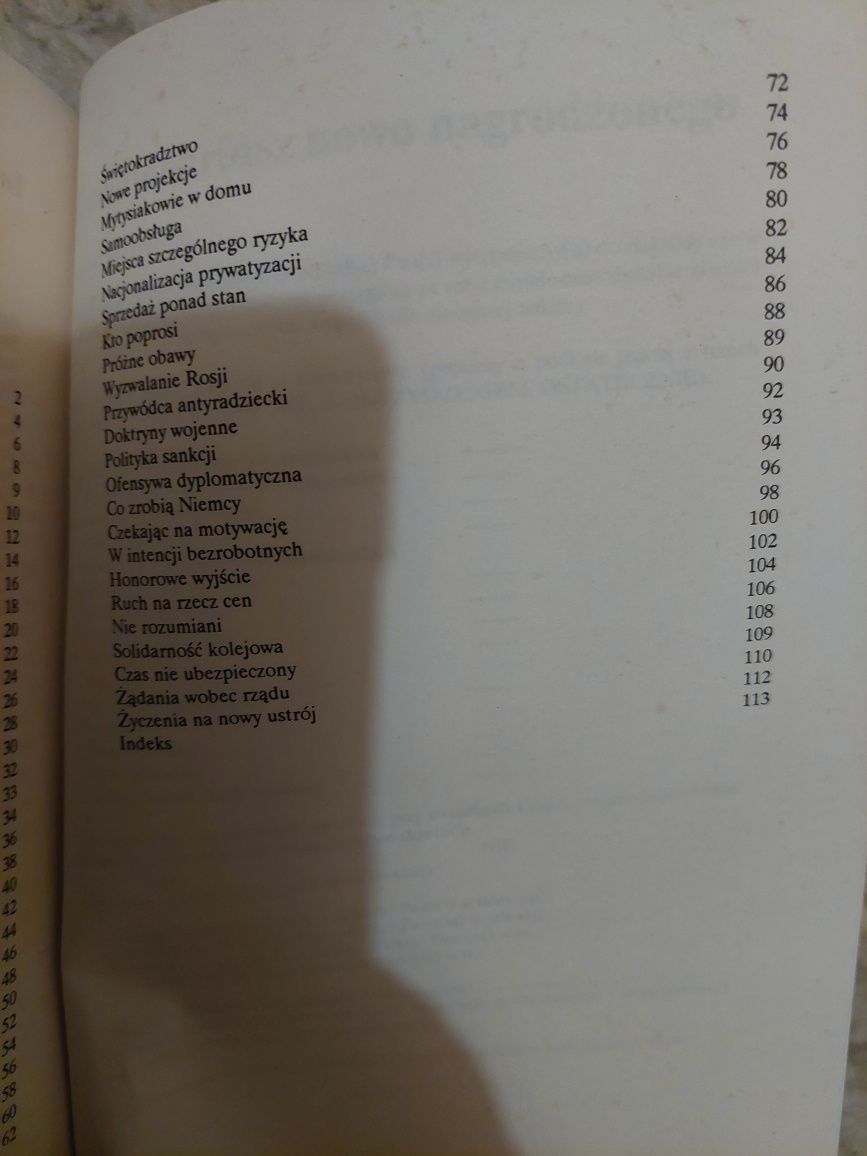 2
4
6
8
9
10
12
14
16
18
20
22
24
26
28
30
32
33
34
36
38
40
42
44
46
48
50
52
54
56
58
60
62
Świętokradztwo 72
Nowe projekcje 74
Mytysiakowie w domu 76
Samoobsługa 78
Miejsca szczególnego ryzyka 80
Nacjonalizacja prywatyzacji 82
Sprzedaż ponad stan 84
Kto poprosi 86
Próżne obawy 88
Wyzwalanie Rosji 89
Przywódca antyradziecki 90
Doktryny wojenne 92
Polityka sankcji 93
Ofensywa dyplomatyczna 94
Co zrobią Niemcy 96
Czekając na motywację 98
W intencji bezrobotnych 100
Honorowe wyjście 102
Ruch na rzecz cen 104
Nie rozumiani 106
Solidarność kolejowa 108
Czas nie ubezpieczony 109
Żądania wobec rządu 110
Życzenia na nowy ustrój 112
Indeks 113